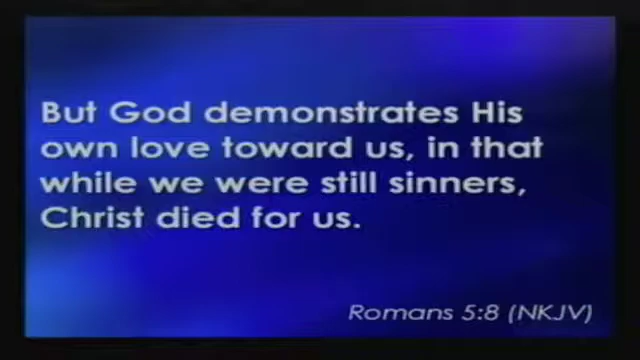 But God demonstrates His
own love toward us, in that
while we were still sinners,
Christ died for us.
Romans 5:8 (NKJV)